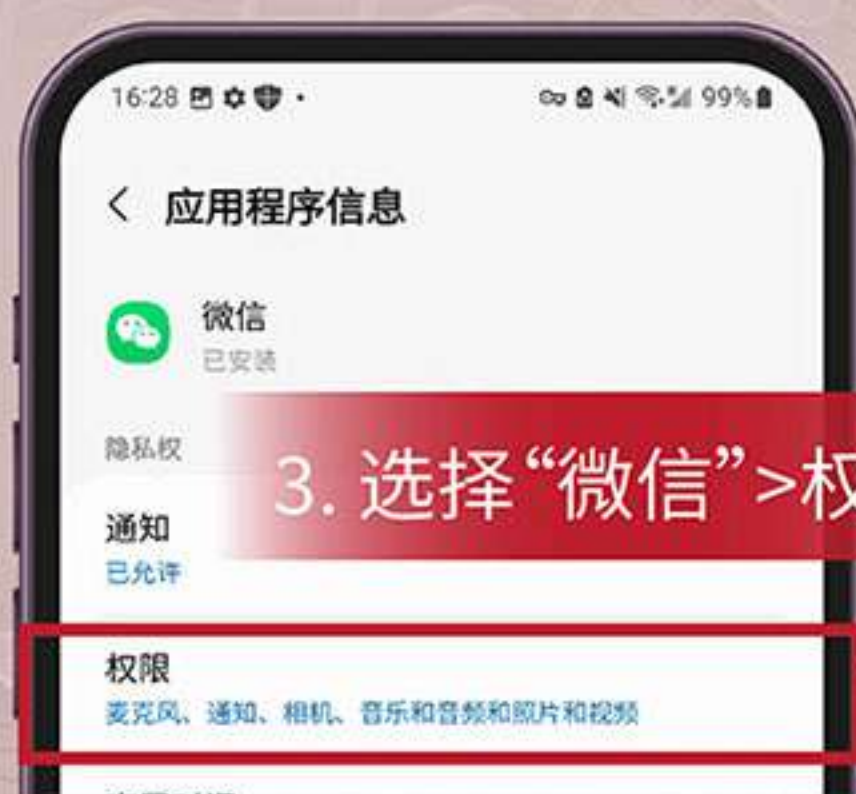 16:28
99%
应用程序信息
微信
已安装
隐私权
3. 选择“微信”>权
通知
已允许
权限
麦克风、通知、相机、音乐和音频和照片和视频